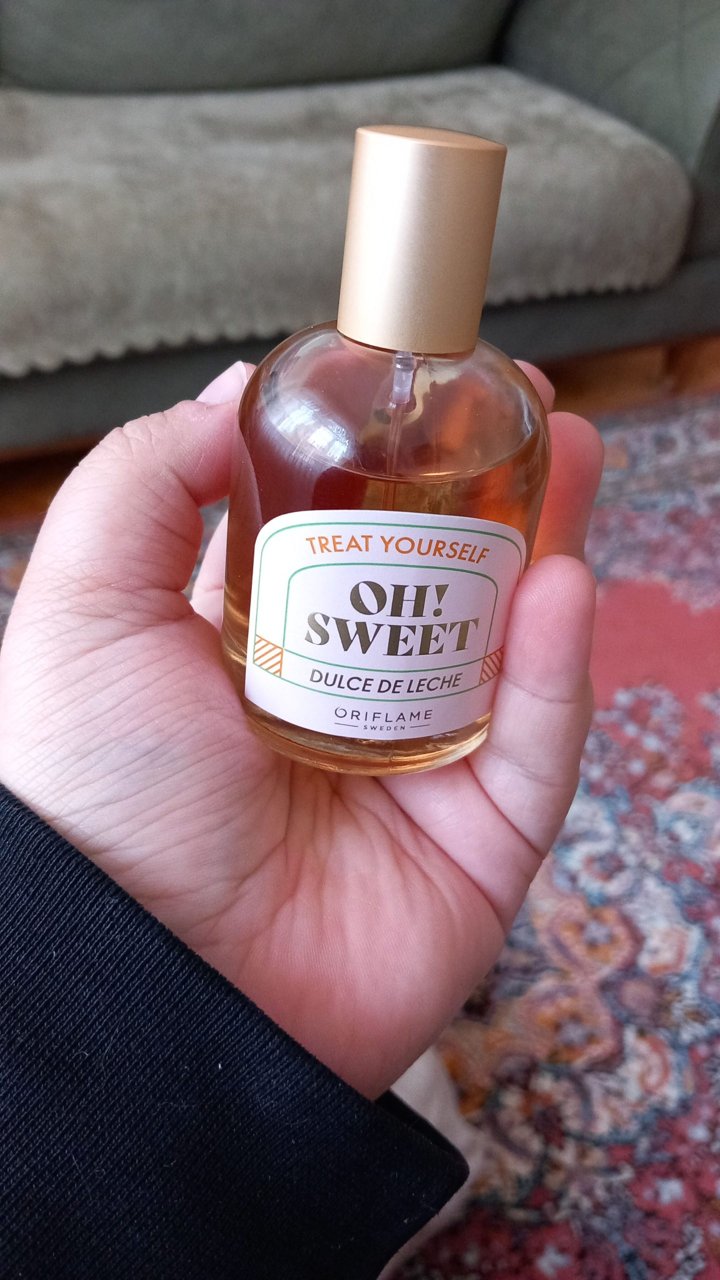 TREAT YOURSELF
OH!
SWEET
DULCE DE LECHE
ORIFLAME
SWEDEN